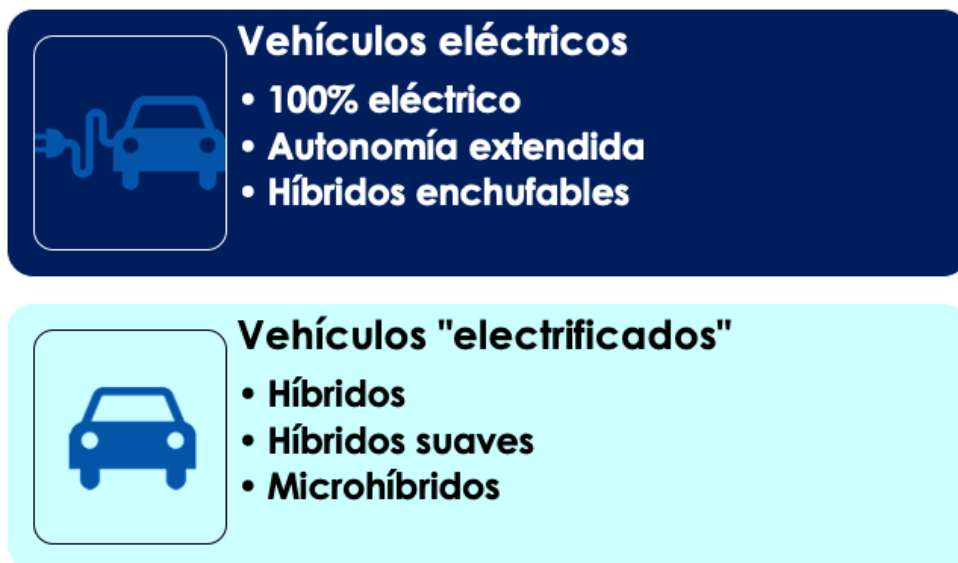 Vehículos eléctricos
• 100% eléctrico
• Autonomía extendida
• Híbridos enchufables
Vehículos "electrificados"
• Híbridos
• Híbridos suaves
• Microhíbridos